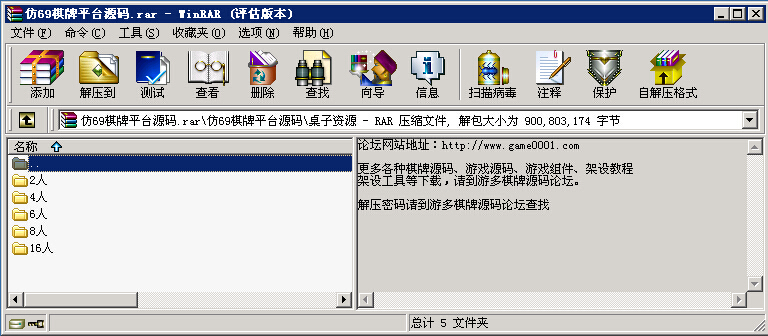 仿69棋牌平台源码.rar - WinRAR (评估版本)
文件(F) 命令(C) 工具(S) 收藏夹(O) 选项(N) 帮助(H)
添加 解压到 测试 查看 删除 查找 向导 信息 扫描病毒 注释 保护 自解压格式
仿69棋牌平台源码.rar\仿69棋牌平台源码\桌子资源 - RAR 压缩文件, 解包大小为 900,803,174 字节
名称
..
2人
4人
6人
8人
16人
论坛网站地址：http://www.game0001.com
更多各种棋牌源码、游戏源码、游戏组件、架设教程
架设工具等下载，请到游多棋牌源码论坛。
解压密码请到游多棋牌源码论坛查找
总计 5 文件夹